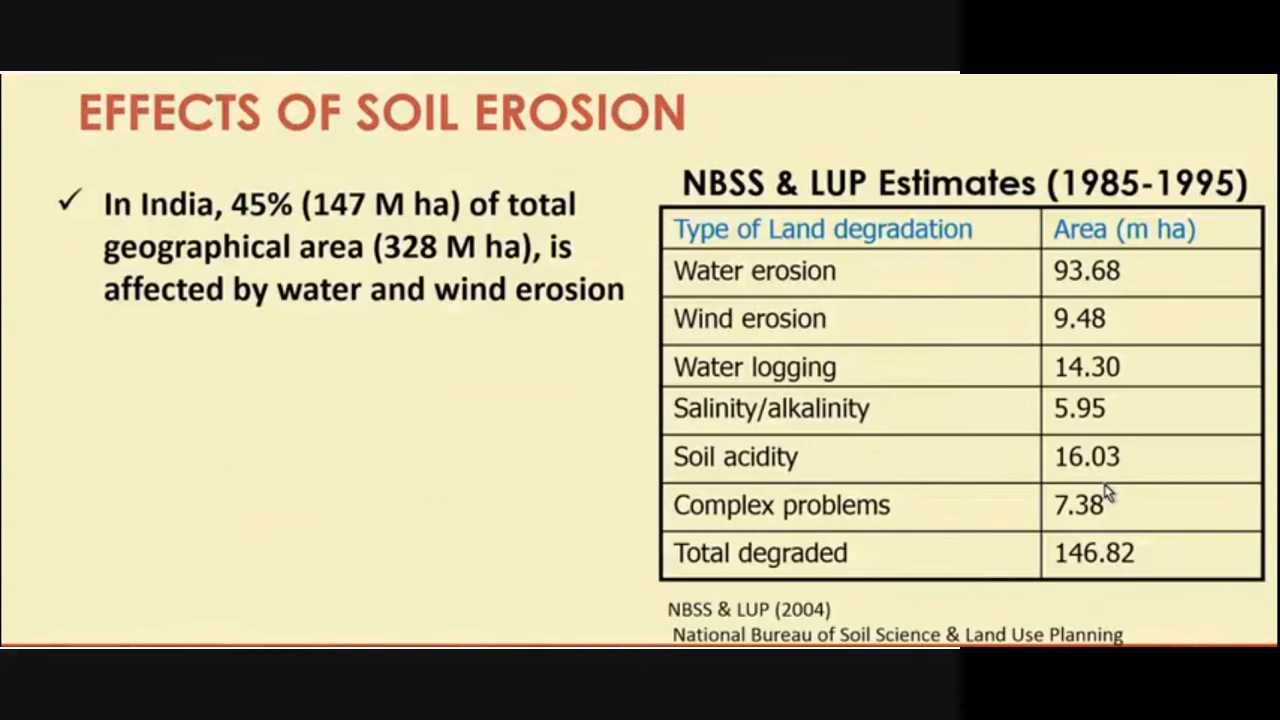 EFFECTS OF SOIL EROSION
✓ In India, 45% (147 M ha) of total
geographical area (328 M ha), is
affected by water and wind erosion
NBSS & LUP Estimates (1985-1995)
Type of Land degradation Area (m ha)
Water erosion 93.68
Wind erosion 9.48
Water logging 14.30
Salinity/alkalinity 5.95
Soil acidity 16.03
Complex problems 7.38
Total degraded 146.82
NBSS & LUP (2004)
National Bureau of Soil Science & Land Use Planning